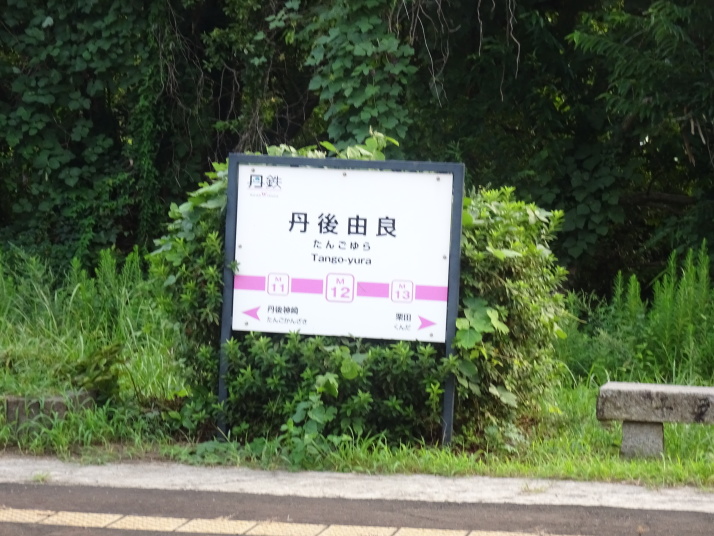 丹鉄
丹後由良
たんごゆら
Tango-yura
M
11
M
12
M
13
丹後神崎
たんごかんざき
栗田
くんだ